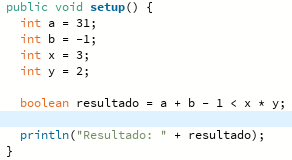 public void setup() {
  int a = 31;
  int b = -1;
  int x = 3;
  int y = 2;

  boolean resultado = a + b - 1 < x * y;

  println("Resultado: " + resultado);
}